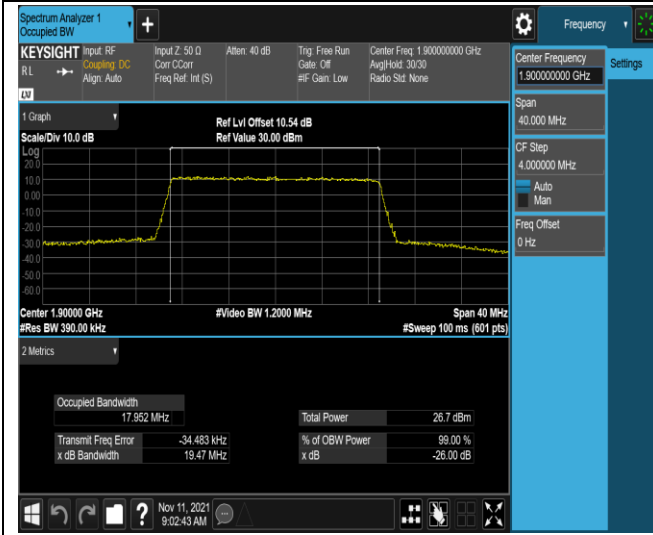 Spectrum Analyzer 1
Occupied BW
+
Frequency
KEYSIGHT
RL
LXI
Input: RF
Coupling: DC
Align: Auto
Input Z: 50 Ω
Corr CCorr
Freq Ref: Int (S)
Atten: 40 dB
Trig: Free Run
Gate: Off
#IF Gain: Low
Center Freq: 1.900000000 GHz
Avg|Hold: 30/30
Radio Std: None
Center Frequency
1.900000000 GHz
Settings
Span
40.000 MHz
CF Step
4.000000 MHz
Auto
Man
Freq Offset
0 Hz
1 Graph
Scale/Div 10.0 dB
Ref Lvl Offset 10.54 dB
Ref Value 30.00 dBm
Log
20.0
10.0
0.00
-10.0
-20.0
-30.0
-40.0
-50.0
-60.0
Center 1.90000 GHz
#Video BW 1.2000 MHz
Span 40 MHz
#Res BW 390.00 kHz
#Sweep 100 ms (601 pts)
2 Metrics
Occupied Bandwidth
17.952 MHz
Total Power 26.7 dBm
Transmit Freq Error -34.483 kHz
% of OBW Power 99.00 %
x dB Bandwidth 19.47 MHz
x dB -26.00 dB
?
Nov 11, 2021
9:02:43 AM